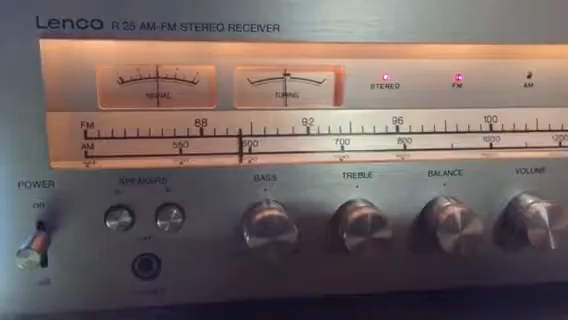 Lenco R 25 AM-FM STEREO RECEIVER
SIGNAL
TUNING
STEREO
FM
AM
FM 88 92 96 100
AM 550 600 700 800 1000 1200
POWER
SPEAKERS
BASS
TREBLE
BALANCE
VOLUME
ON